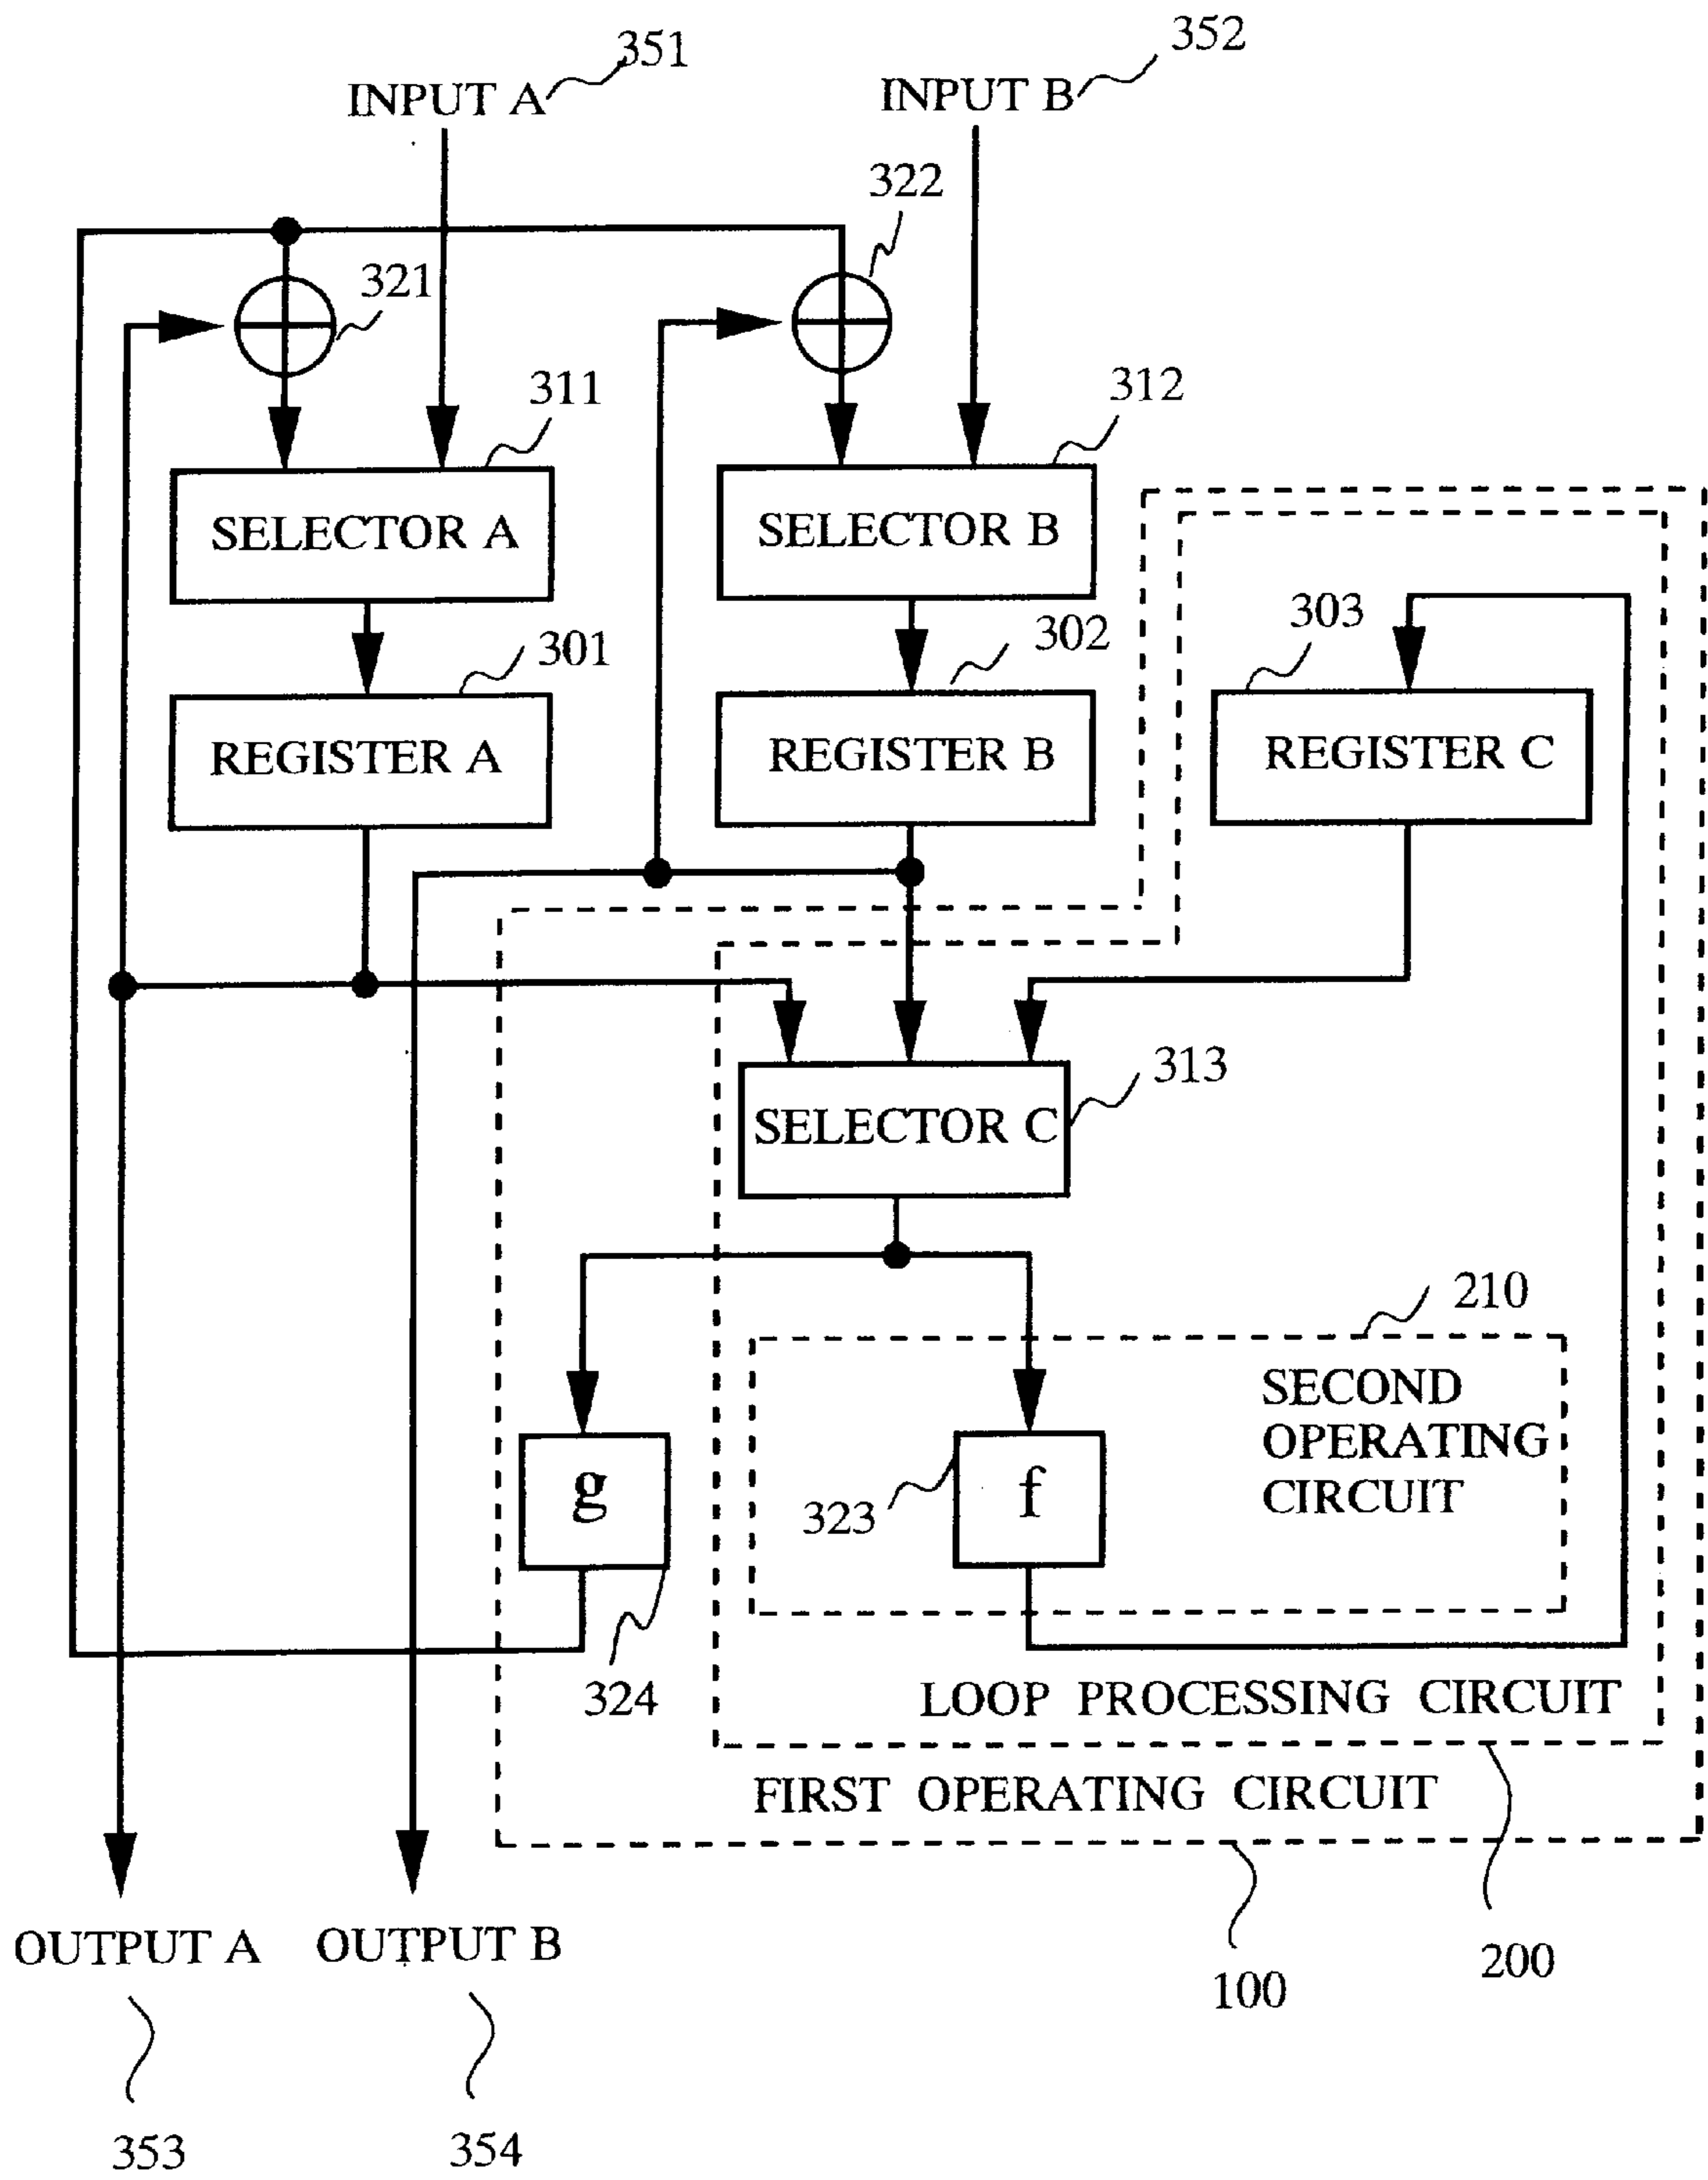 351
352
INPUT A
INPUT B
322
321
311
312
SELECTOR A
SELECTOR B
303
301
302
REGISTER A
REGISTER B
REGISTER C
313
SELECTOR C
210
SECOND
OPERATING
CIRCUIT
g
f
323
324
LOOP PROCESSING CIRCUIT
FIRST OPERATING CIRCUIT
OUTPUT A
OUTPUT B
200
100
353
354